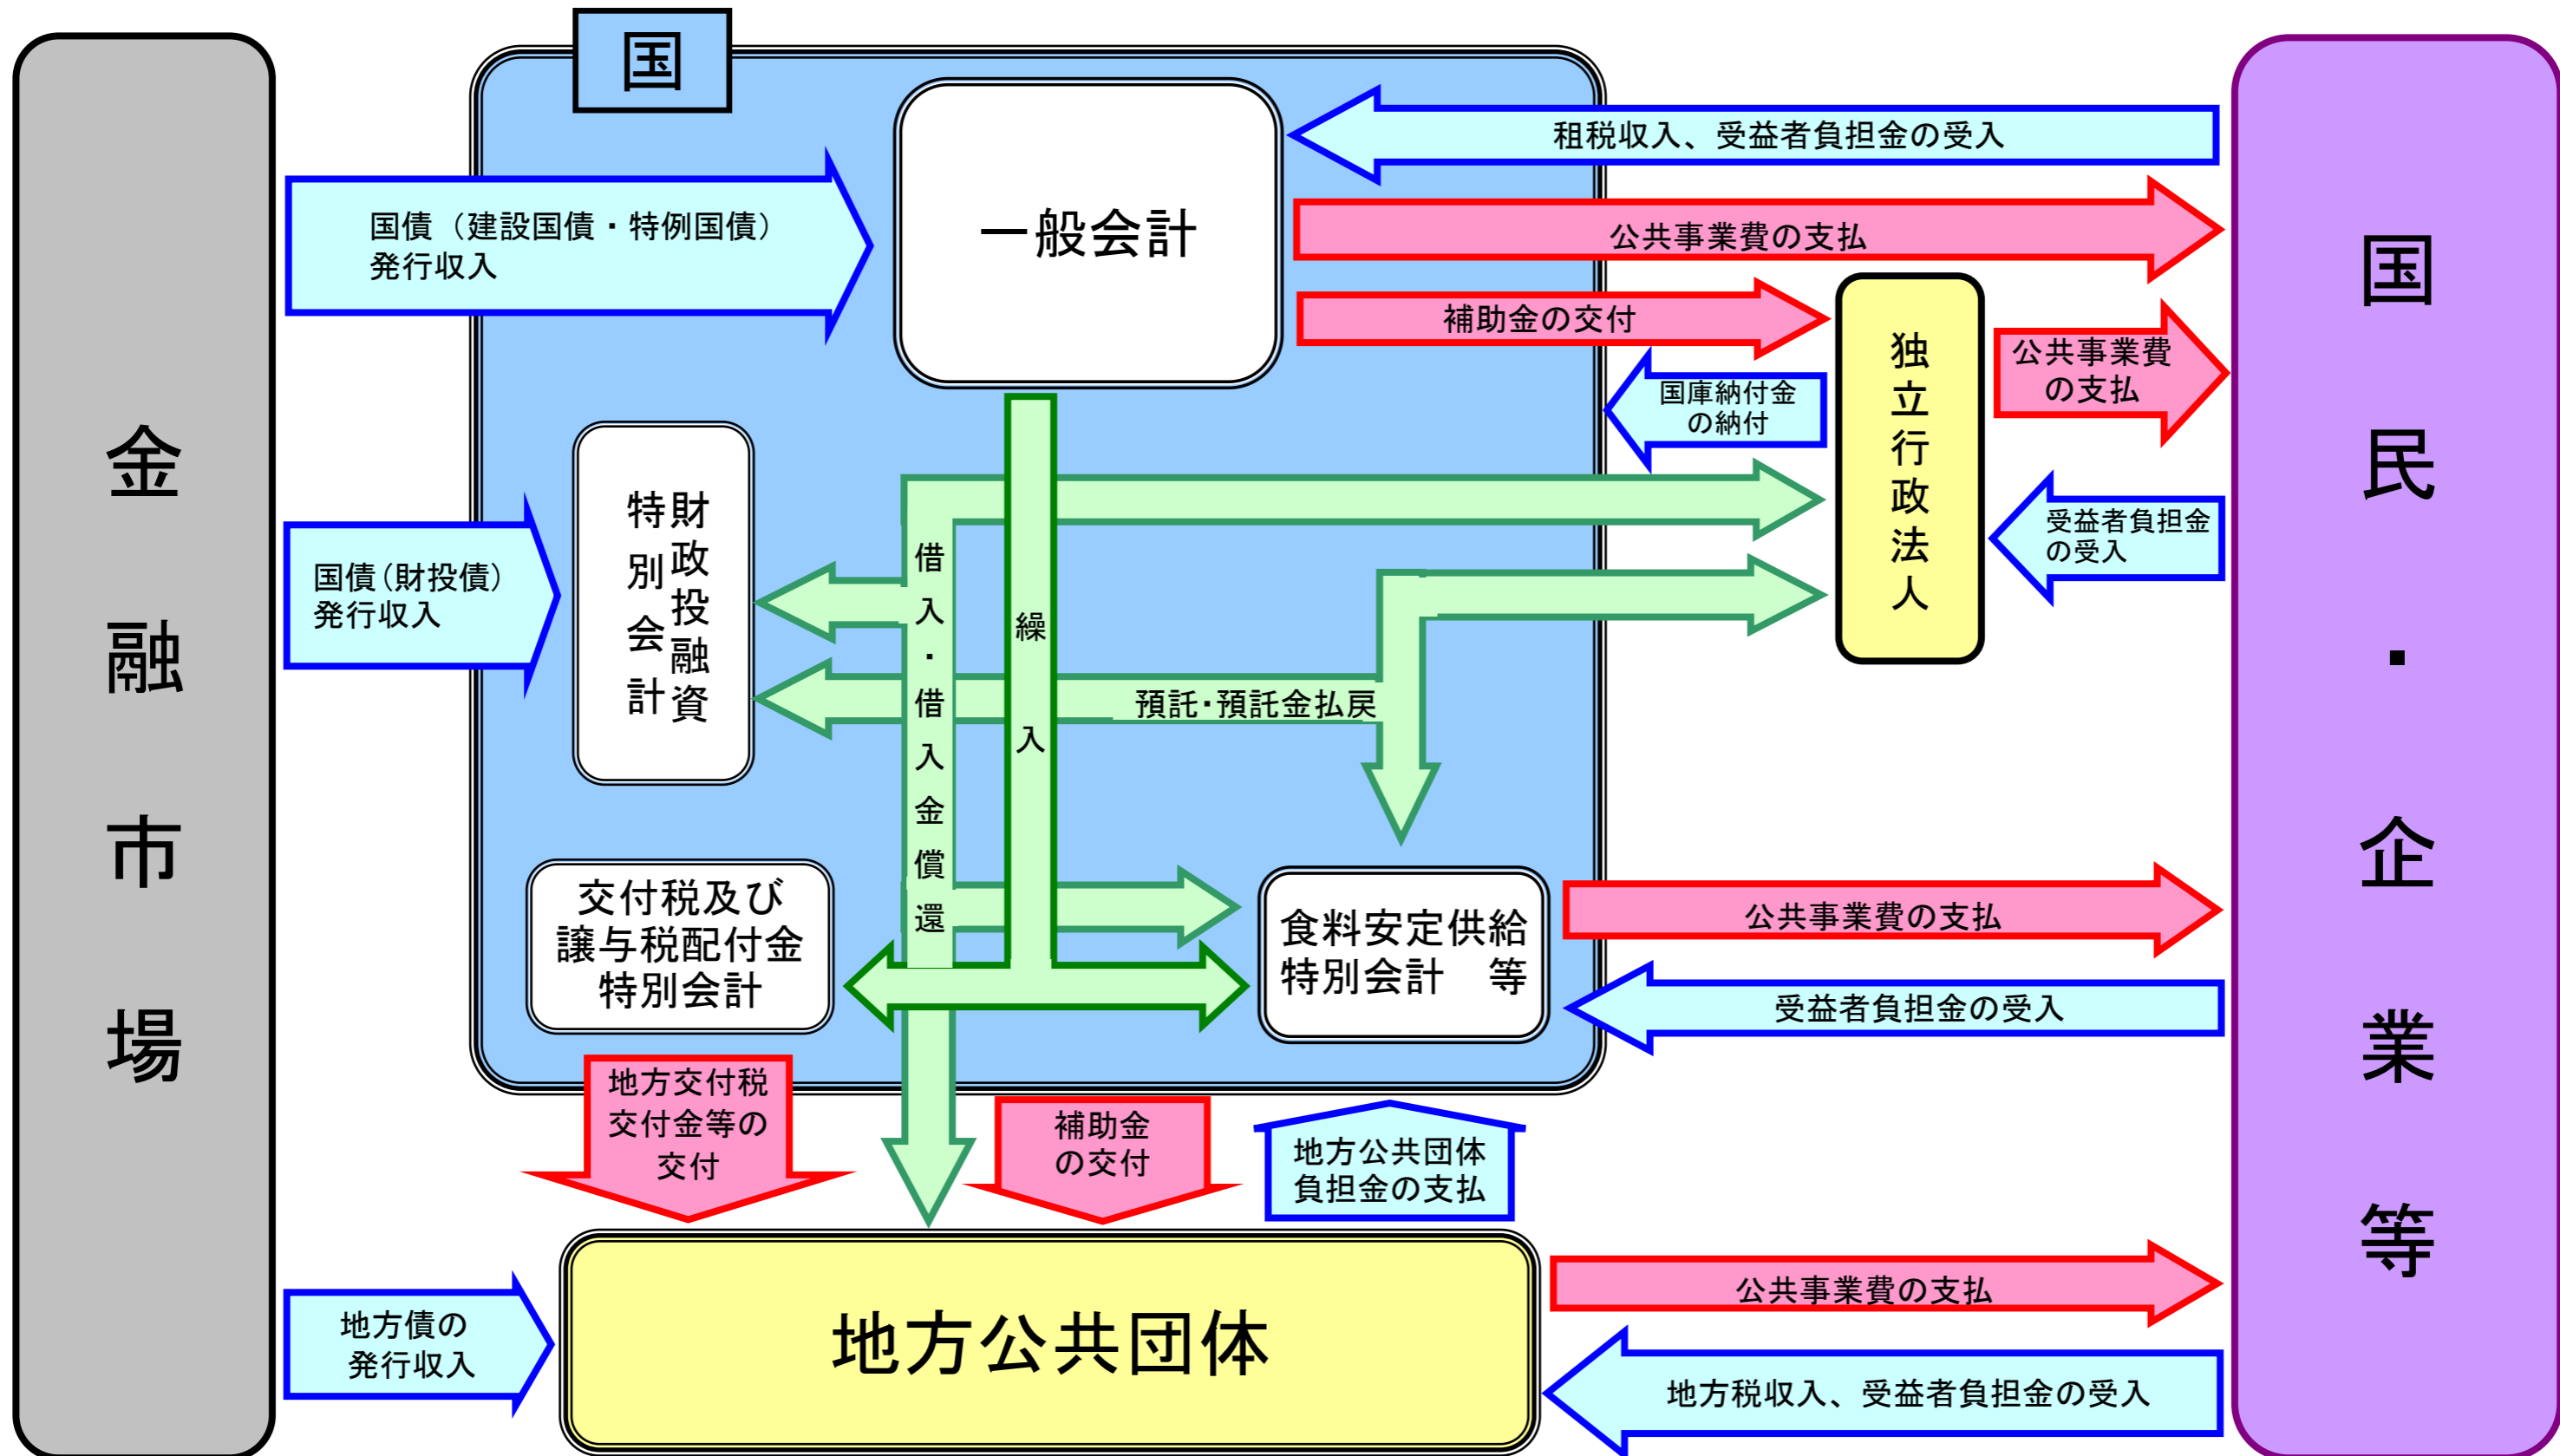 国
金融市場
国民・企業等
一般会計
租税収入、受益者負担金の受入
国債（建設国債・特例国債）
発行収入
公共事業費の支払
補助金の交付
独立行政法人
公共事業費
の支払
国庫納付金
の納付
受益者負担金
の受入
財政投融資
特別会計
国債（財投債）
発行収入
借入・借入金償還
繰入
預託・預託金払戻
交付税及び
譲与税配付金
特別会計
食料安定供給
特別会計　等
公共事業費の支払
受益者負担金の受入
地方交付税
交付金等の
交付
補助金
の交付
地方公共団体
負担金の支払
地方公共団体
地方債の
発行収入
公共事業費の支払
地方税収入、受益者負担金の受入